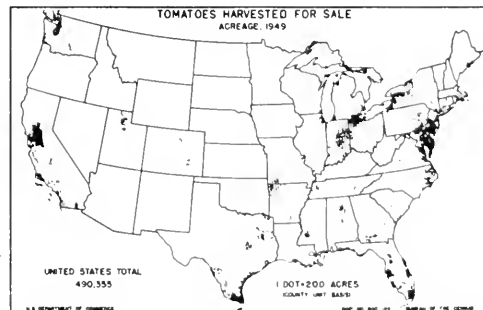 TOMATOES HARVESTED FOR SALE
ACREAGE, 1949
UNITED STATES TOTAL
490,355
1 DOT=200 ACRES
(COUNTY UNIT BASIS)
U.S. DEPARTMENT OF COMMERCE
BUREAU OF THE CENSUS